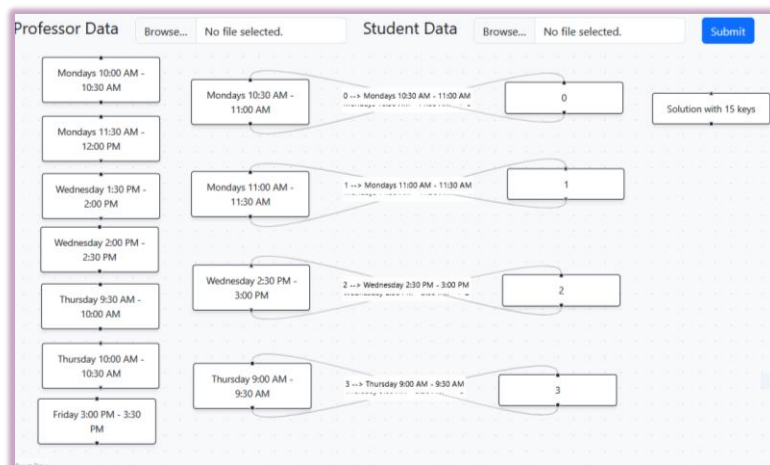 Professor Data
Browse...
No file selected.
Student Data
Browse...
No file selected.
Submit
Mondays 10:00 AM -
10:30 AM
Mondays 11:30 AM -
12:00 PM
Wednesday 1:30 PM -
2:00 PM
Wednesday 2:00 PM -
2:30 PM
Thursday 9:30 AM -
10:00 AM
Thursday 10:00 AM -
10:30 AM
Friday 3:00 PM - 3:30
PM
Mondays 10:30 AM -
11:00 AM
0 --> Mondays 10:30 AM - 11:00 AM
0
Mondays 11:00 AM -
11:30 AM
1 --> Mondays 11:00 AM - 11:30 AM
1
Wednesday 2:30 PM -
3:00 PM
2 --> Wednesday 2:30 PM - 3:00 PM
2
Thursday 9:00 AM -
9:30 AM
3 --> Thursday 9:00 AM - 9:30 AM
3
Solution with 15 keys